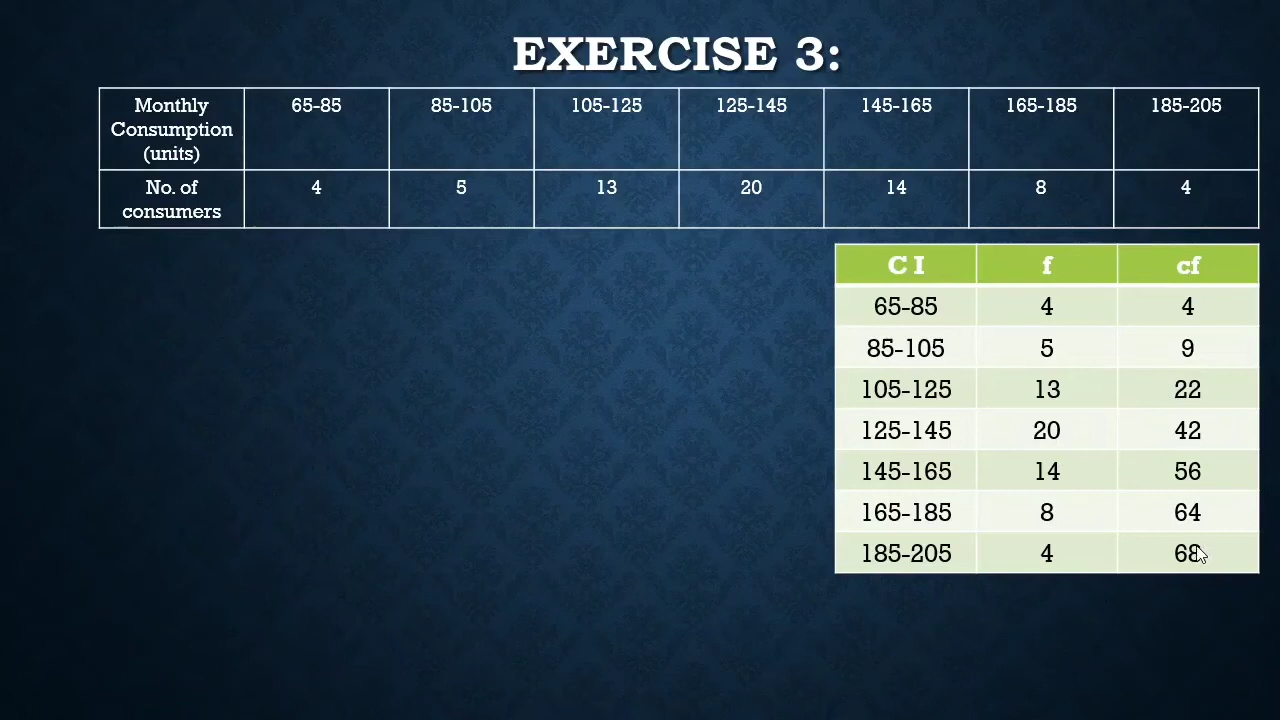 EXERCISE 3:
Monthly Consumption (units) 65-85 85-105 105-125 125-145 145-165 165-185 185-205
No. of consumers 4 5 13 20 14 8 4
C I f cf
65-85 4 4
85-105 5 9
105-125 13 22
125-145 20 42
145-165 14 56
165-185 8 64
185-205 4 68